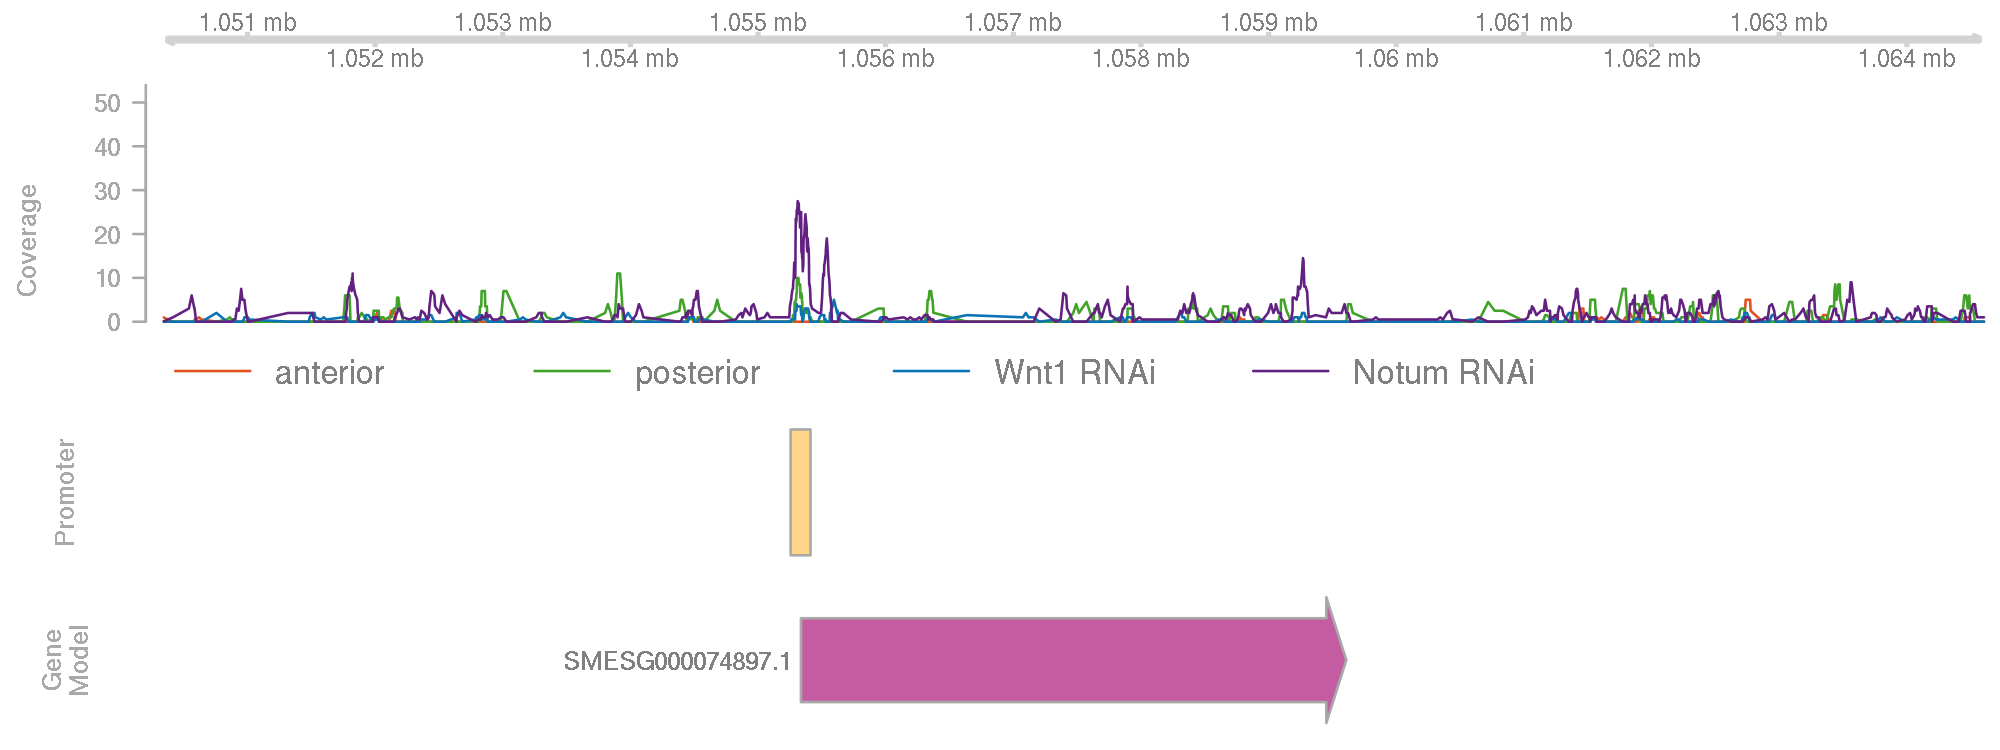 1.051 mb 1.053 mb 1.055 mb 1.057 mb 1.059 mb 1.061 mb 1.063 mb
1.052 mb 1.054 mb 1.056 mb 1.058 mb 1.06 mb 1.062 mb 1.064 mb
Coverage
50
40
30
20
10
0
anterior posterior Wnt1 RNAi Notum RNAi
Promoter
Gene
Model
SMESG000074897.1